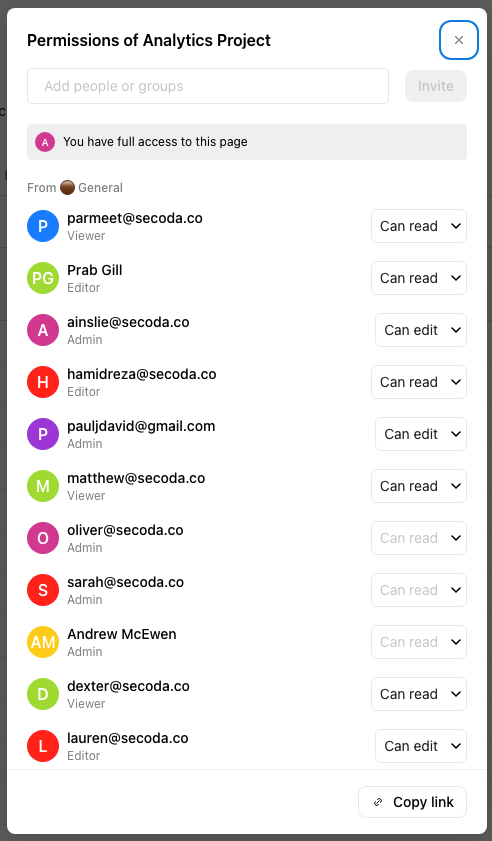 Permissions of Analytics Project
Add people or groups
Invite
A
You have full access to this page
From General
P
parmeet@secoda.co
Viewer
Can read
PG
Prab Gill
Editor
Can read
A
ainslie@secoda.co
Admin
Can edit
H
hamidreza@secoda.co
Editor
Can read
P
pauljdavid@gmail.com
Admin
Can edit
M
matthew@secoda.co
Viewer
Can read
O
oliver@secoda.co
Admin
Can read
S
sarah@secoda.co
Admin
Can read
AM
Andrew McEwen
Admin
Can read
D
dexter@secoda.co
Viewer
Can read
L
lauren@secoda.co
Editor
Can edit
Copy link